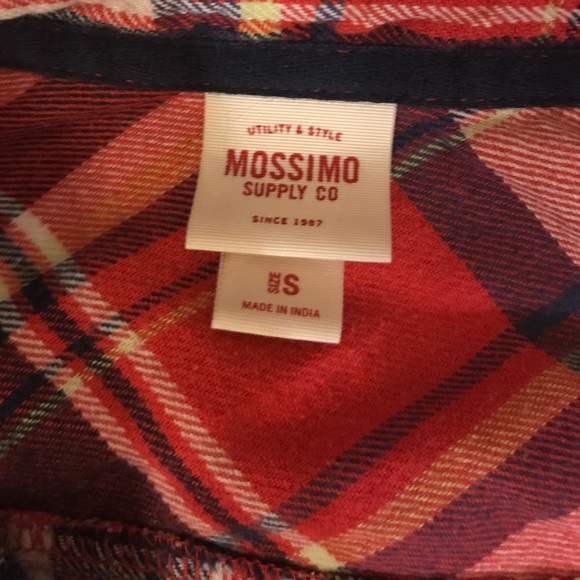 UTILITY & STYLE
MOSSIMO
SUPPLY CO
SINCE 1987
SIZE S
MADE IN INDIA